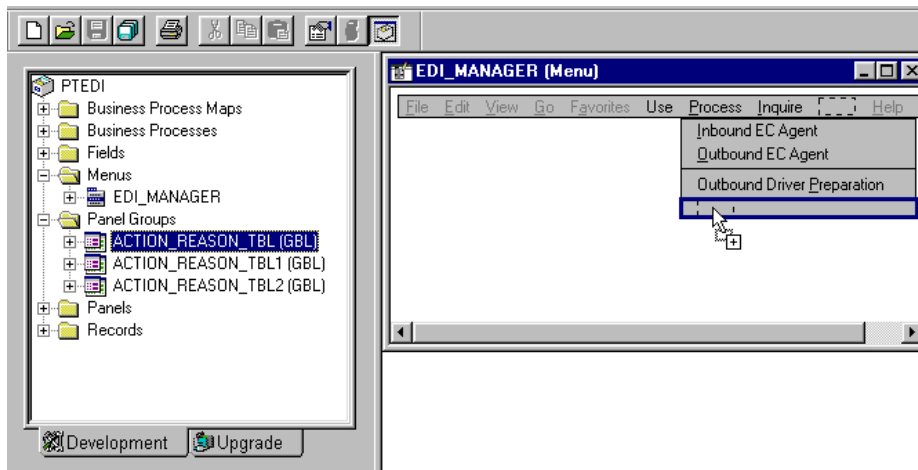 PTEDI
Business Process Maps
Business Processes
Fields
Menus
EDI_MANAGER
Panel Groups
ACTION_REASON_TBL (GBL)
ACTION_REASON_TBL1 (GBL)
ACTION_REASON_TBL2 (GBL)
Panels
Records
Development Upgrade
EDI_MANAGER (Menu)
File Edit View Go Favorites Use Process Inquire Help
Inbound EC Agent
Outbound EC Agent
Outbound Driver Preparation